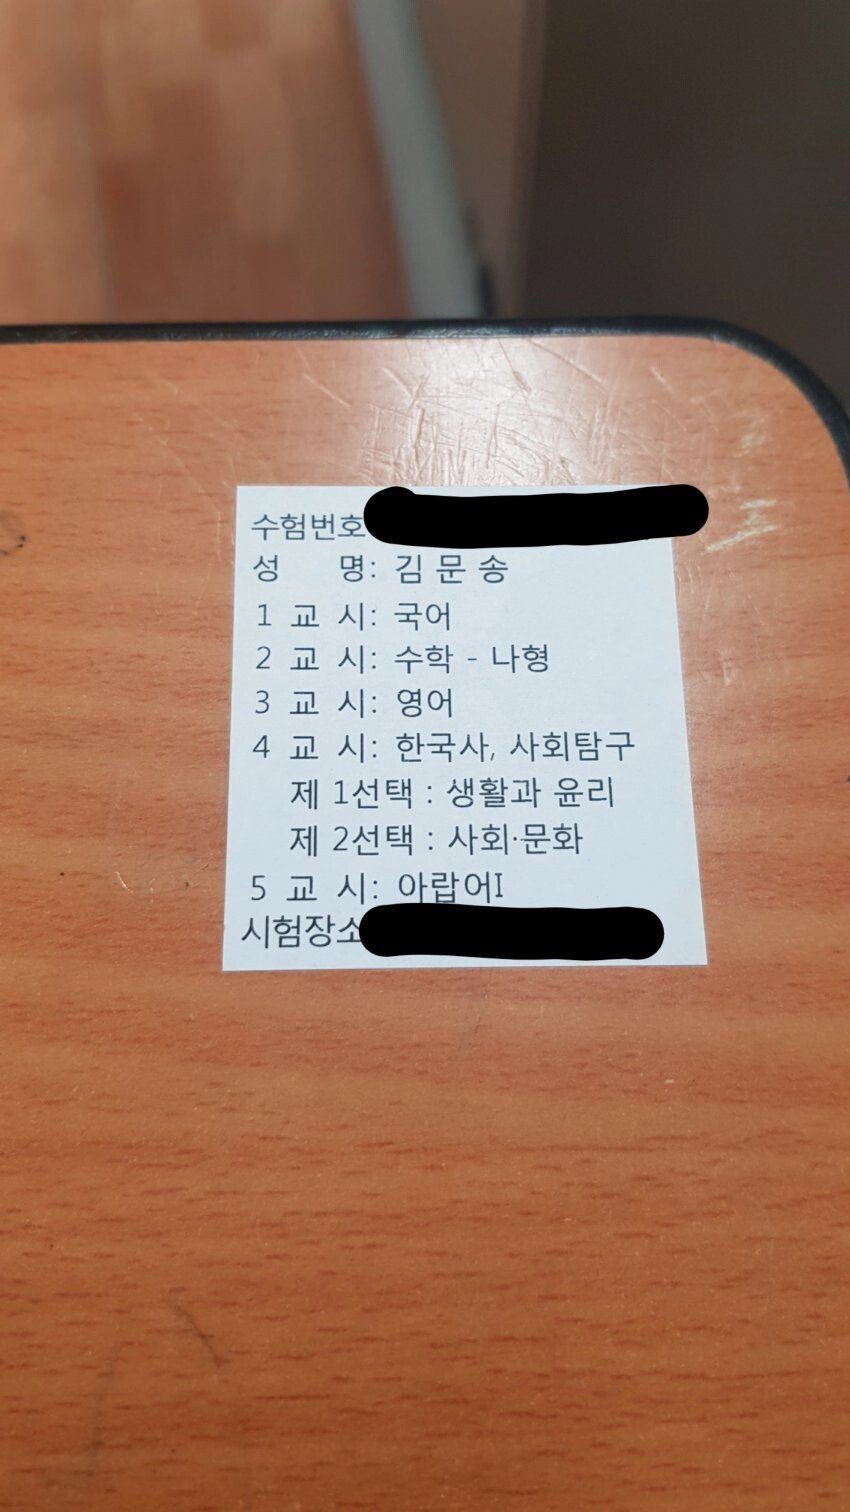 수험번호
성 명: 김 문 송
1 교 시: 국어
2 교 시: 수학 - 나형
3 교 시: 영어
4 교 시: 한국사, 사회탐구
제 1선택 : 생활과 윤리
제 2선택 : 사회·문화
5 교 시: 아랍어I
시험장소